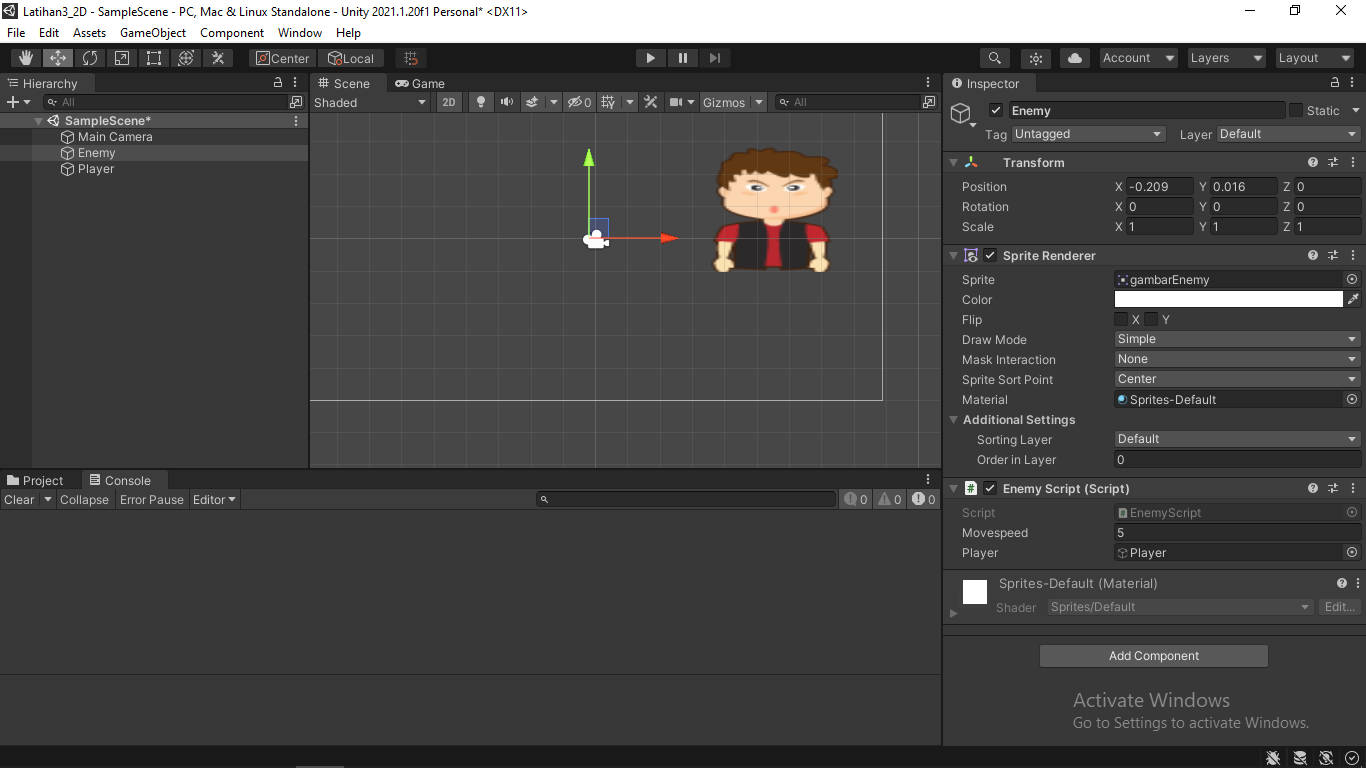 Latihan3_2D - SampleScene - PC, Mac & Linux Standalone - Unity 2021.1.20f1 Personal* <DX11>
File Edit Assets GameObject Component Window Help
Center Local Account Layers Layout
Hierarchy
All
SampleScene*
Main Camera
Enemy
Player
Scene Game
Shaded 2D 0 Gizmos All
Project Console
Clear Collapse Error Pause Editor 0 0 0
Inspector
Enemy Static
Tag Untagged Layer Default
Transform
Position X -0.209 Y 0.016 Z 0
Rotation X 0 Y 0 Z 0
Scale X 1 Y 1 Z 1
Sprite Renderer
Sprite gambarEnemy
Color
Flip X Y
Draw Mode Simple
Mask Interaction None
Sprite Sort Point Center
Material Sprites-Default
Additional Settings
Sorting Layer Default
Order in Layer 0
# Enemy Script (Script)
Script # EnemyScript
Movespeed 5
Player Player
Sprites-Default (Material)
Shader Sprites/Default Edit...
Add Component
Activate Windows
Go to Settings to activate Windows.